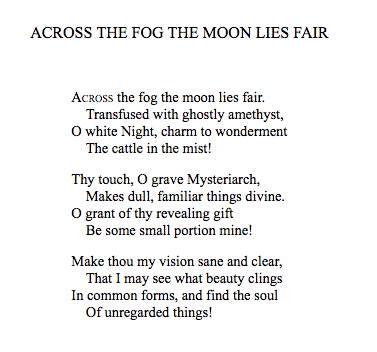 ACROSS THE FOG THE MOON LIES FAIR
ACROSS the fog the moon lies fair.
Transfused with ghostly amethyst,
O white Night, charm to wonderment
The cattle in the mist!
Thy touch, O grave Mysteriarch,
Makes dull, familiar things divine.
O grant of thy revealing gift
Be some small portion mine!
Make thou my vision sane and clear,
That I may see what beauty clings
In common forms, and find the soul
Of unregarded things!